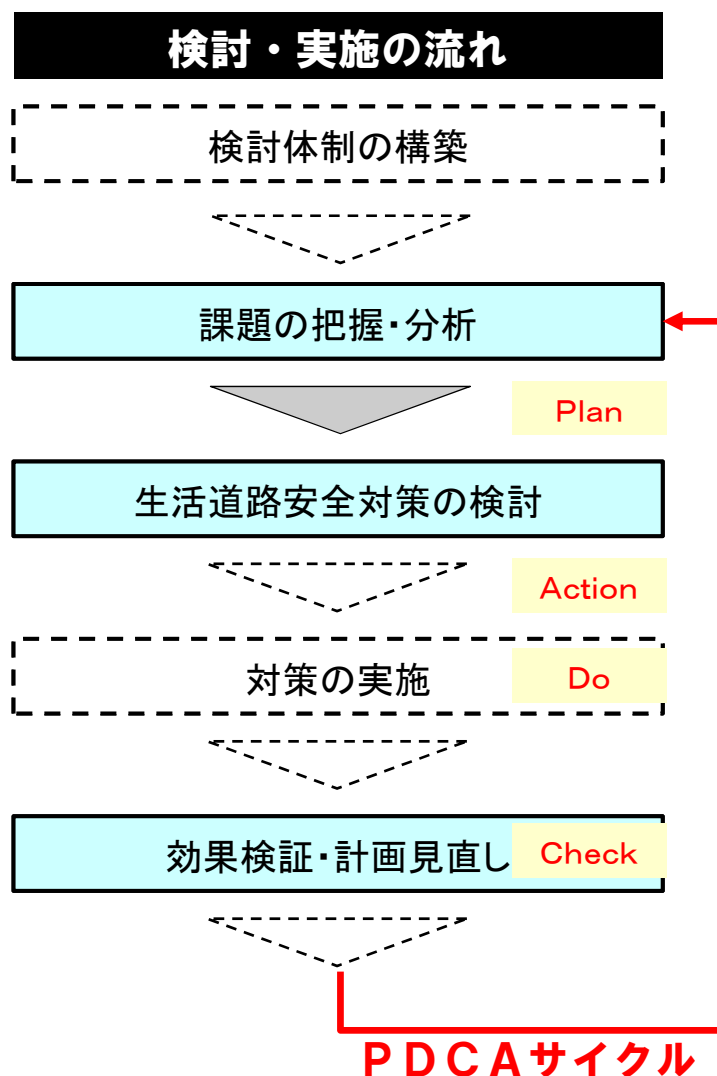 検討・実施の流れ
検討体制の構築
課題の把握・分析
Plan
生活道路安全対策の検討
Action
対策の実施
Do
効果検証・計画見直し
Check
ＰＤＣＡサイクル